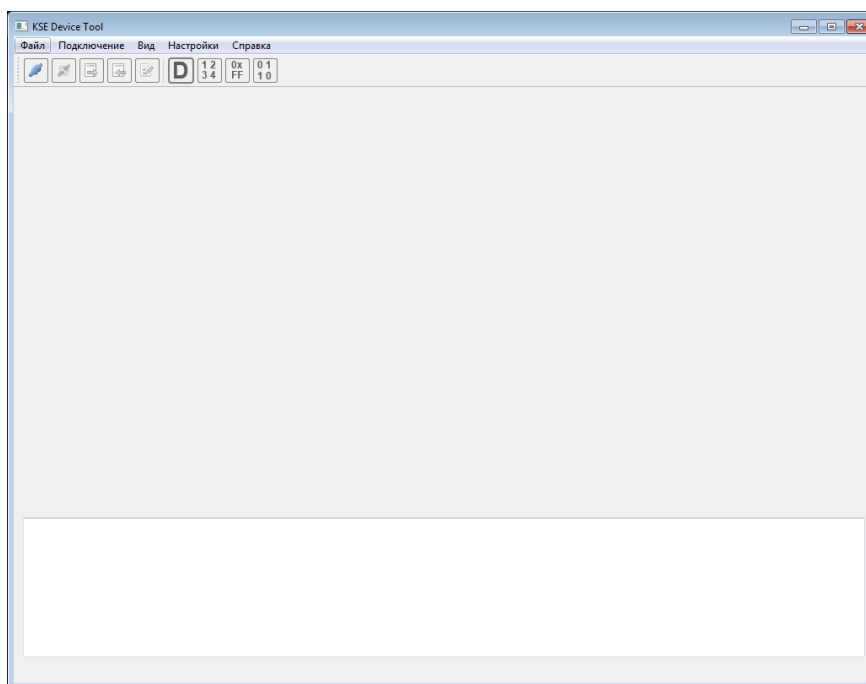 KSE Device Tool
Файл Подключение Вид Настройки Справка
D 1 2 0x 0 1
3 4 FF 1 0